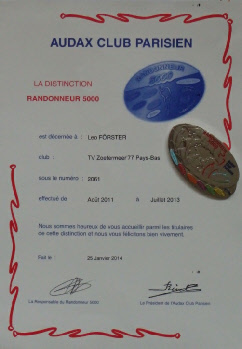 AUDAX CLUB PARISIEN
LA DISTINCTION
RANDONNEUR 5000
est décernée à : Leo FÖRSTER
club : TV Zoetermeer'77 Pays-Bas
sous le numéro : 2061
effectué de Août 2011 à Juillet 2013
Nous sommes heureux de vous accueillir parmi les titulaires
de cette distinction et nous vous félicitons bien vivement.
Fait le 25 Janvier 2014
Le Responsable du Randonneur 5000 Le Président de l'Audax Club Parisien